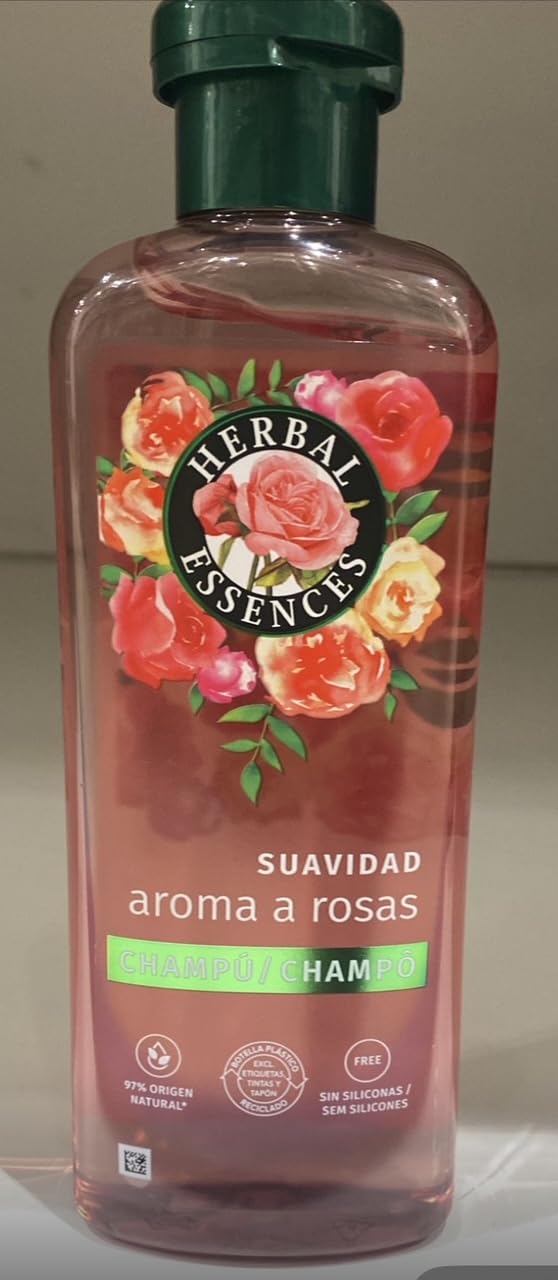 HERBAL
ESSENCES
SUAVIDAD
aroma a rosas
CHAMPÚ/CHAMPÔ
97% ORIGEN
NATURAL*
BOTELLA PLÁSTICO
EXCL.
ETIQUETAS,
TINTAS Y
TAPÓN
RECICLADO
FREE
SIN SILICONAS /
SEM SILICONES